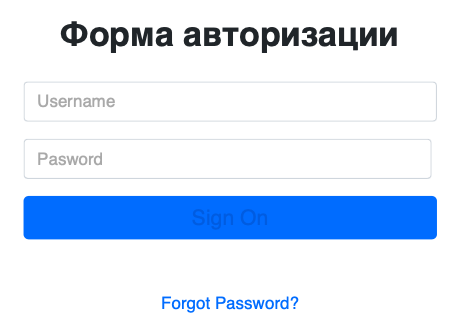 Форма авторизации
Username
Pasword
Sign On
Forgot Password?